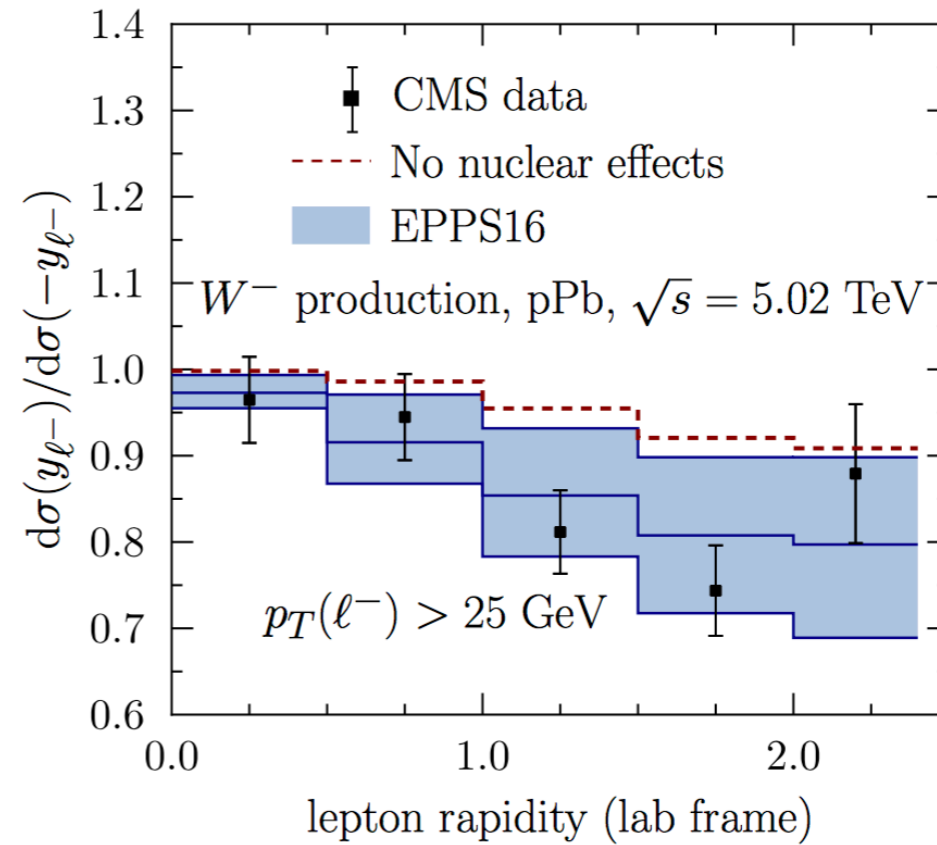 1.4
1.3
1.2
1.1
1.0
0.9
0.8
0.7
0.6
dσ(y_{ℓ⁻})/dσ(−y_{ℓ⁻})
CMS data
No nuclear effects
EPPS16
W⁻ production, pPb, √s = 5.02 TeV
p_T(ℓ⁻) > 25 GeV
0.0 1.0 2.0
lepton rapidity (lab frame)